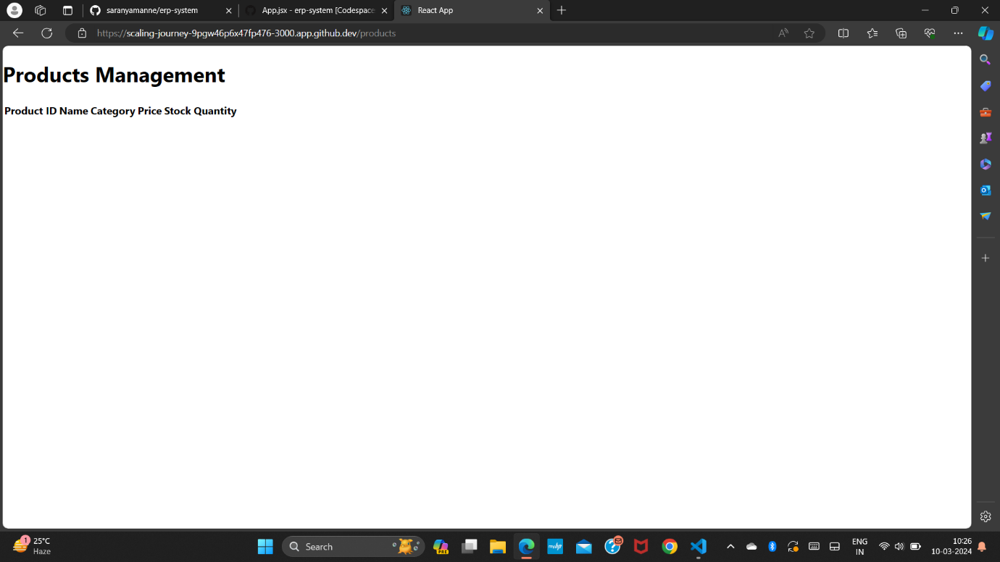 saranyamanne/erp-system
App.jsx - erp-system [Codespace
React App
https://scaling-journey-9pgw46p6x47fp476-3000.app.github.dev/products
Products Management
Product ID Name Category Price Stock Quantity
1
25°C
Haze
Search
PRE
myhp
ENG
IN
10:26
10-03-2024